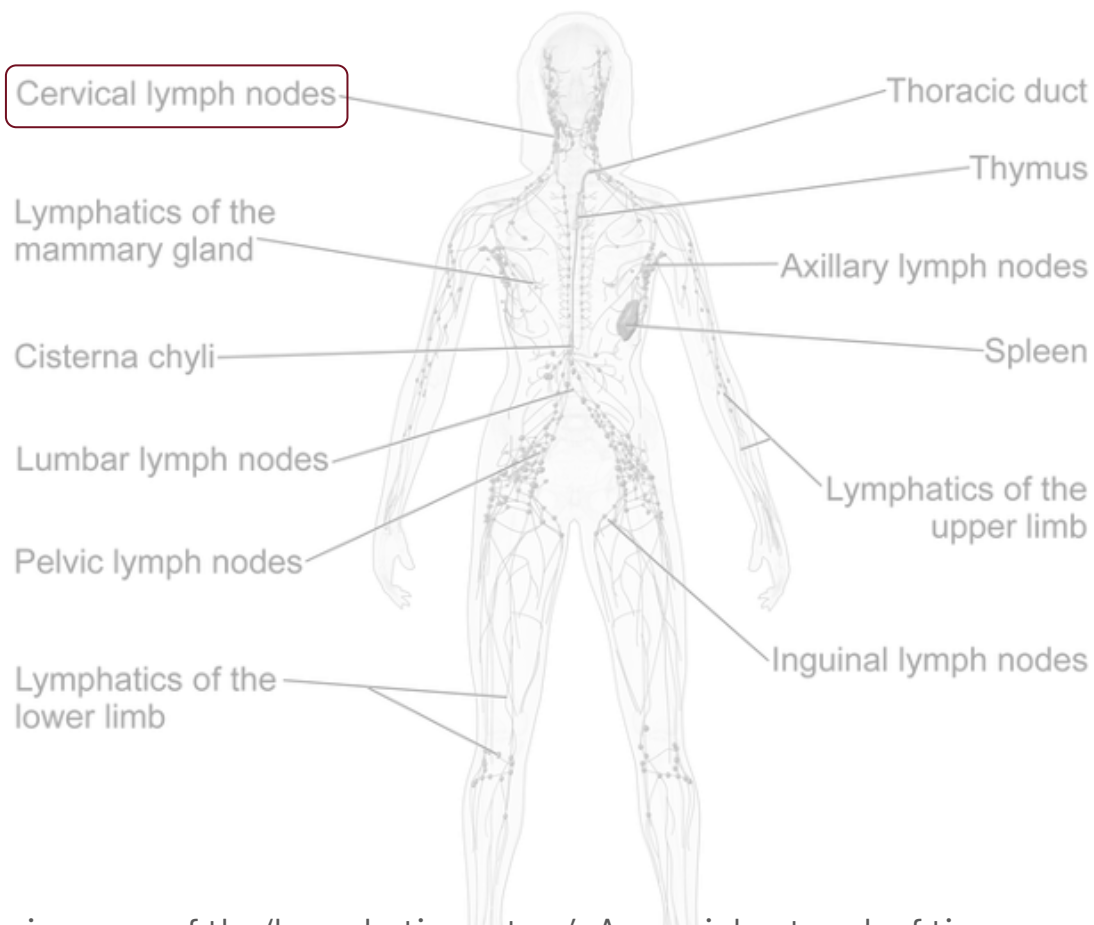 Cervical lymph nodes
Thoracic duct
Thymus
Lymphatics of the
mammary gland
Axillary lymph nodes
Cisterna chyli
Spleen
Lumbar lymph nodes
Lymphatics of the
upper limb
Pelvic lymph nodes
Inguinal lymph nodes
Lymphatics of the
lower limb